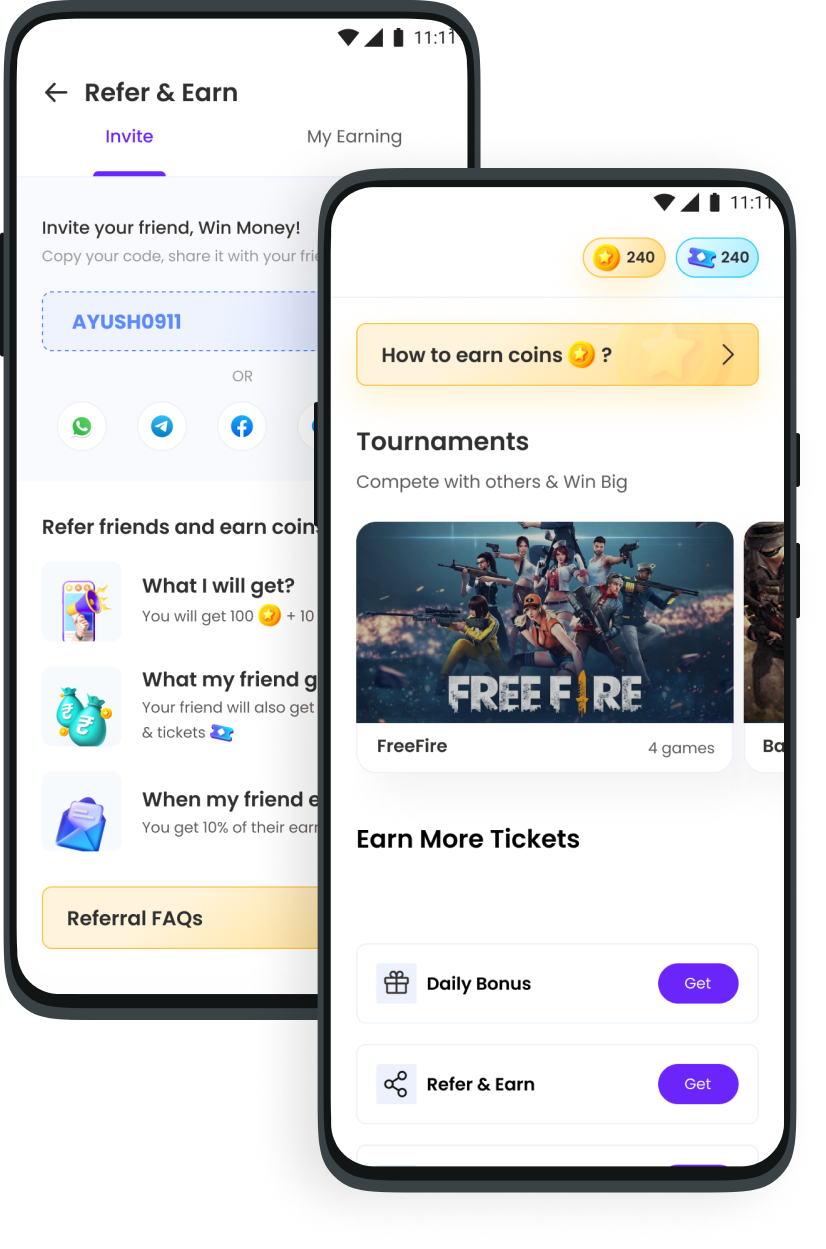 11:11
Refer & Earn
Invite
My Earning
Invite your friend, Win Money!
Copy your code, share it with your
AYUSH0911
OR
Refer friends and earn
What I will get?
You will get 100 + 10
What my friend
Your friend will also get
& tickets
When my friend
You get 10% of their
Referral FAQs
11:11
240
240
How to earn coins ?
Tournaments
Compete with others & Win Big
FREE FIRE
FreeFire
4 games
Earn More Tickets
Daily Bonus
Get
Refer & Earn
Get